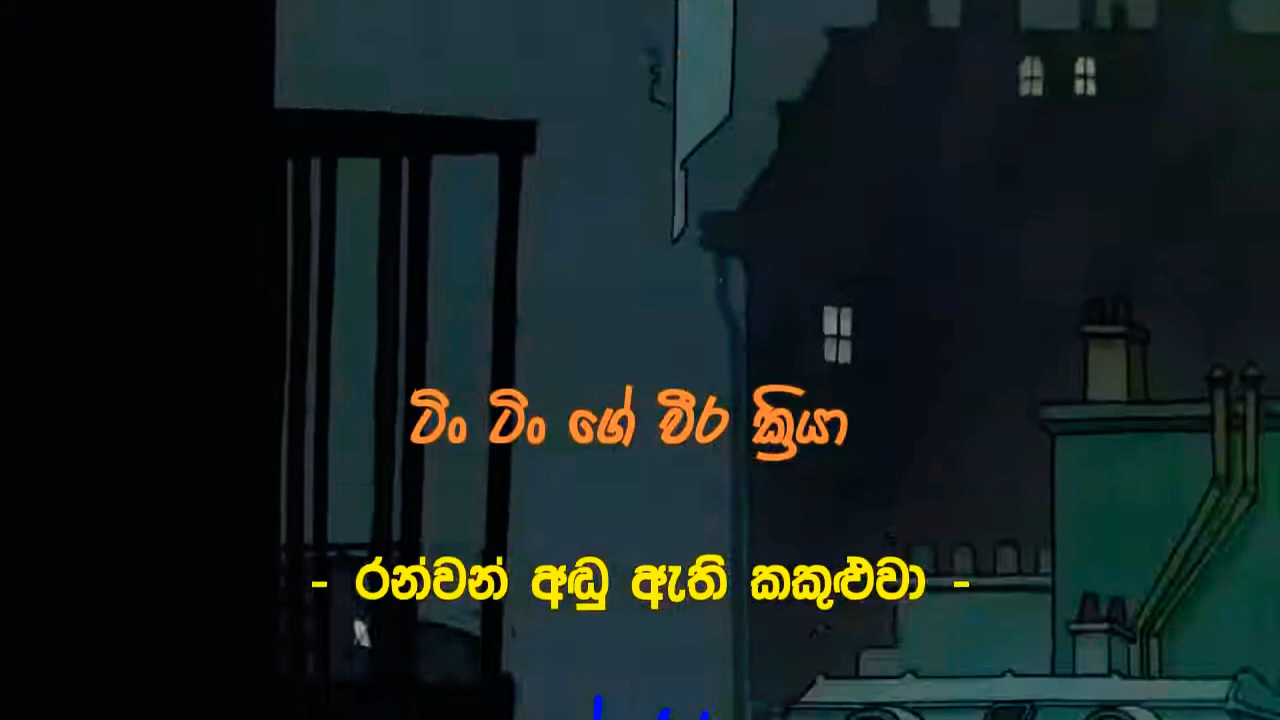 ටිං ටිං ගේ වීර ක්‍රියා
- රන්වන් අඬු ඇති කකුළුවා -